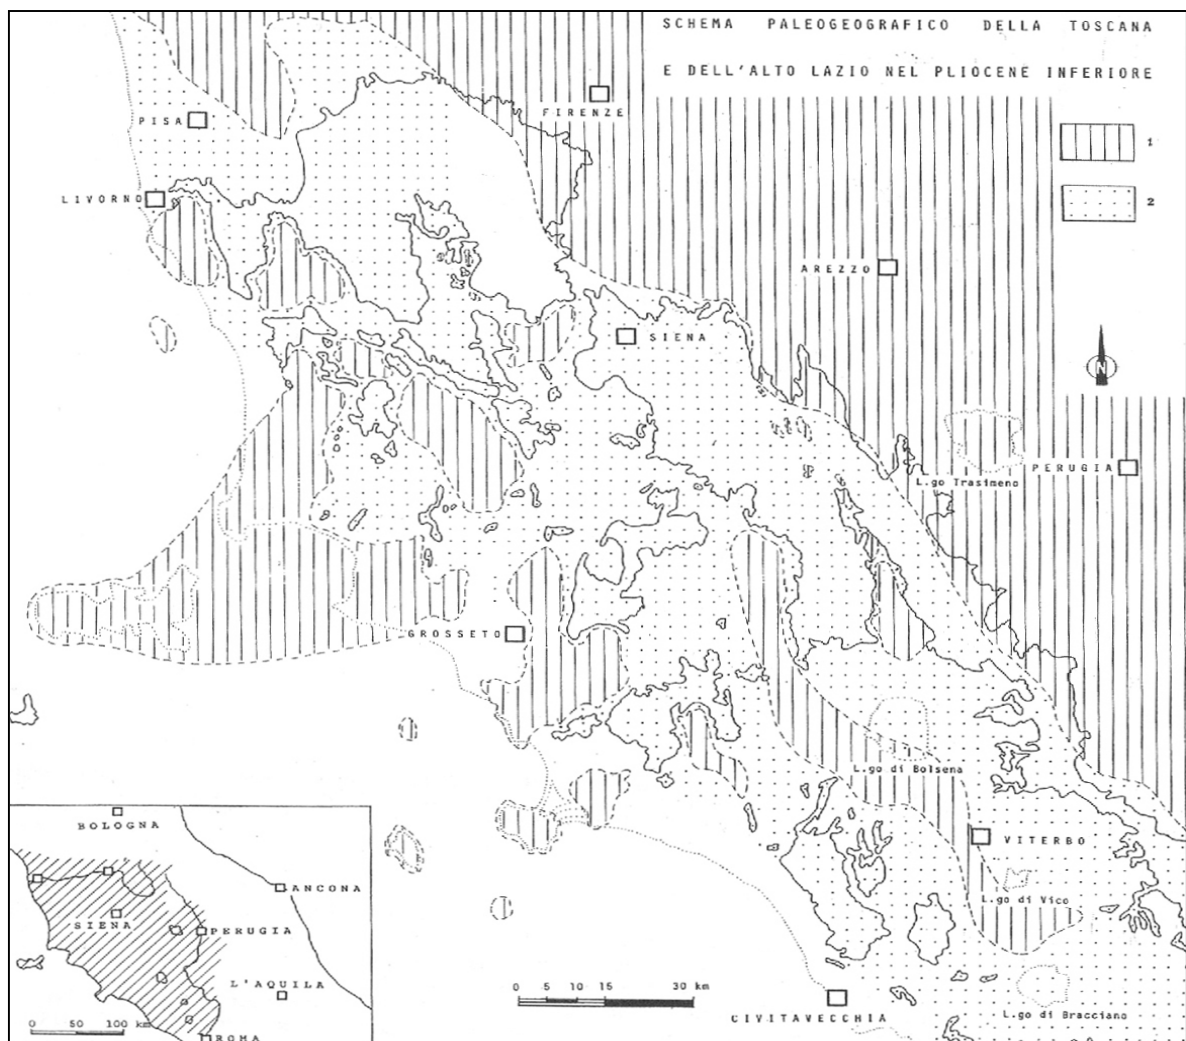 SCHEMA PALEOGEOGRAFICO DELLA TOSCANA
E DELL'ALTO LAZIO NEL PLIOCENE INFERIORE
FIRENZE
PISA
1
LIVORNO
2
AREZZO
SIENA
N
PERUGIA
L.go Trasimeno
GROSSETO
L.go di Bolsena
VITERBO
L.go di Vico
0 5 10 15 30 km
CIVITAVECCHIA
L.go di Bracciano
BOLOGNA
ANCONA
SIENA
PERUGIA
L'AQUILA
0 50 100 km
ROMA